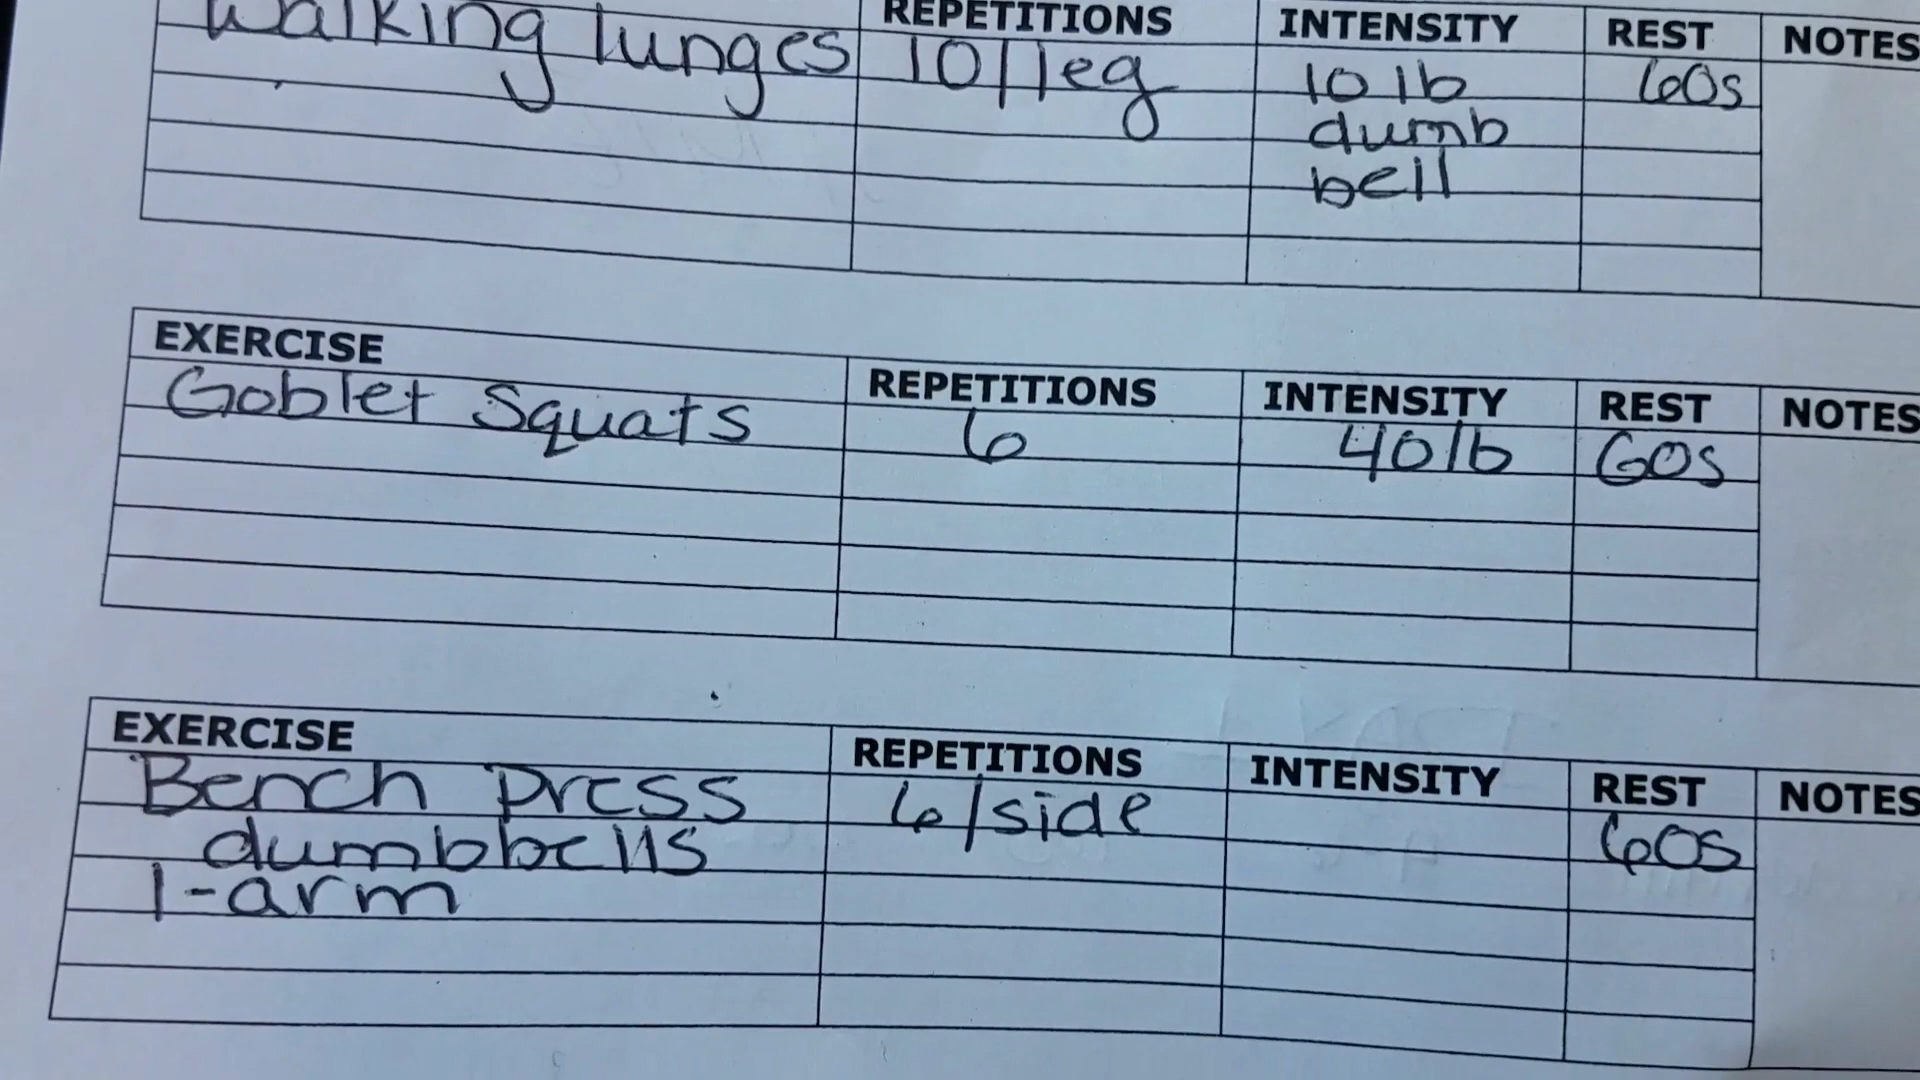 REPETITIONS INTENSITY REST NOTES
Walking lunges 10/leg 10 lb 60s
dumb
bell
EXERCISE REPETITIONS INTENSITY REST NOTES
Goblet Squats 6 40lb 60s
EXERCISE REPETITIONS INTENSITY REST NOTES
Bench Press 6/side 60s
dumbbells
1-arm